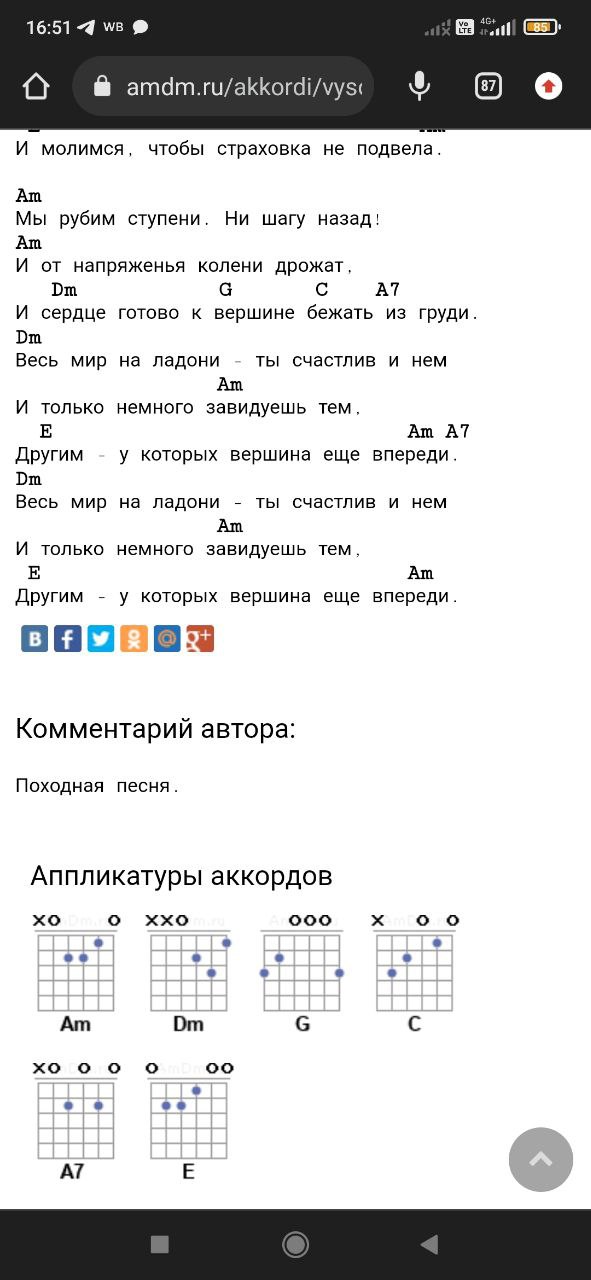 16:51 WB Vo LTE 4G+ 85
amdm.ru/akkordi/vys 87
E Am
И молимся, чтобы страховка не подвела.
Am
Мы рубим ступени. Ни шагу назад!
Am
И от напряженья колени дрожат,
Dm G C A7
И сердце готово к вершине бежать из груди.
Dm
Весь мир на ладони - ты счастлив и нем
Am
И только немного завидуешь тем,
E Am A7
Другим - у которых вершина еще впереди.
Dm
Весь мир на ладони - ты счастлив и нем
Am
И только немного завидуешь тем,
E Am
Другим - у которых вершина еще впереди.
B f @ g+
Комментарий автора:
Походная песня.
Аппликатуры аккордов
XO O XXO OOO X O O
Am Dm G C
XO O O O OO
A7 E